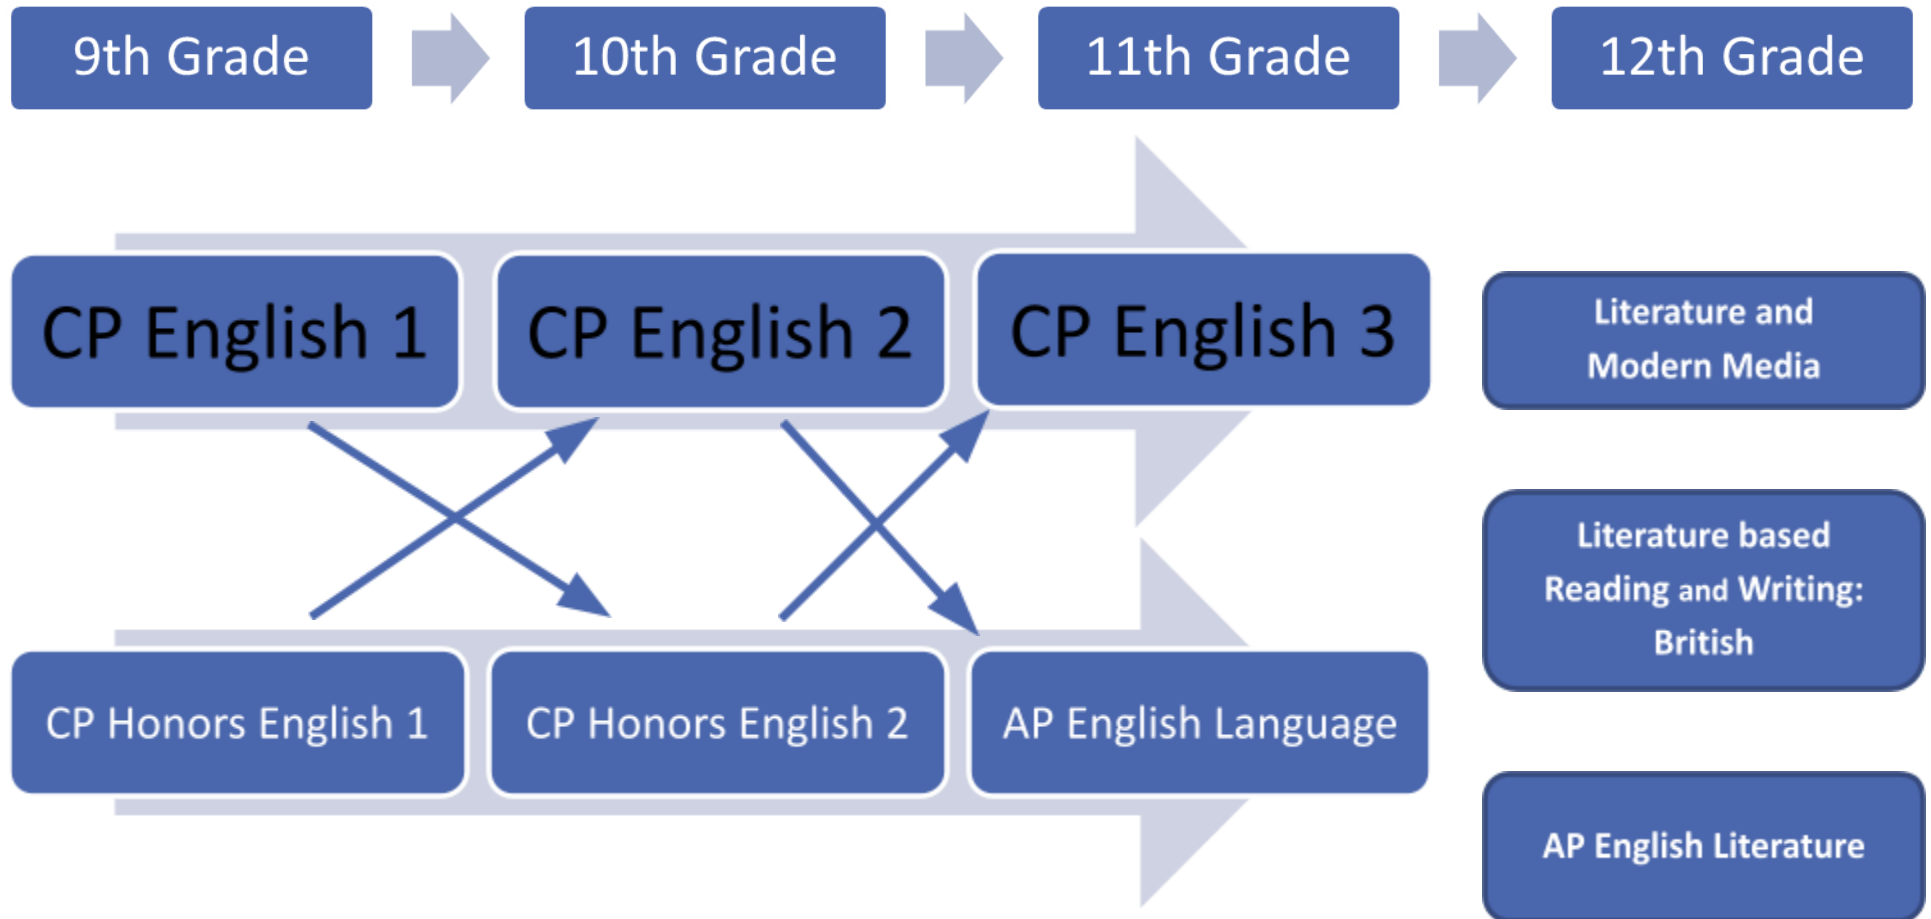 9th Grade
10th Grade
11th Grade
12th Grade
CP English 1
CP English 2
CP English 3
Literature and
Modern Media
Literature based
Reading and Writing:
British
CP Honors English 1
CP Honors English 2
AP English Language
AP English Literature